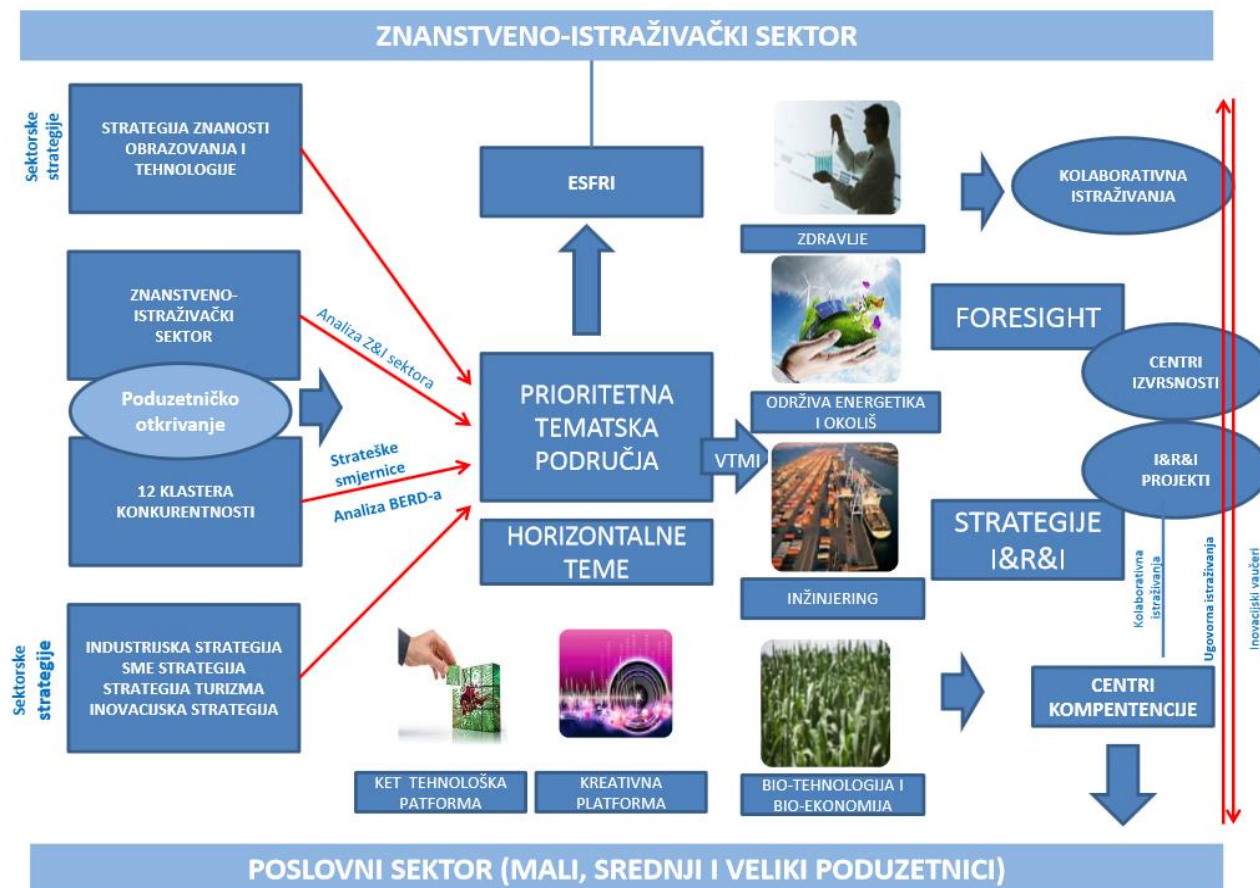 ZNANSTVENO-ISTRAŽIVAČKI SEKTOR
Sektorske
strategije
STRATEGIJA ZNANOSTI
OBRAZOVANJA I
TEHNOLOGIJE
ESFRI
ZDRAVLJE
KOLABORATIVNA
ISTRAŽIVANJA
ZNANSTVENO-
ISTRAŽIVAČKI
SEKTOR
Analiza Z&I sektora
Poduzetničko
otkrivanje
12 KLASTERA
KONKURENTNOSTI
Strateške
smjernice
Analiza BERD-a
PRIORITETNA
TEMATSKA
PODRUČJA
VTMI
HORIZONTALNE
TEME
ODRŽIVA ENERGETIKA
I OKOLIŠ
INŽINJERING
FORESIGHT
CENTRI
IZVRSNOSTI
I&R&I
PROJEKTI
STRATEGIJE
I&R&I
Kolaborativna
istraživanja
Ugovorna istraživanja
Inovacijski vaučeri
Sektorske
strategije
INDUSTRIJSKA STRATEGIJA
SME STRATEGIJA
STRATEGIJA TURIZMA
INOVACIJSKA STRATEGIJA
KET TEHNOLOŠKA
PATFORMA
KREATIVNA
PLATFORMA
BIO-TEHNOLOGIJA I
BIO-EKONOMIJA
CENTRI
KOMPENTENCIJE
POSLOVNI SEKTOR (MALI, SREDNJI I VELIKI PODUZETNICI)